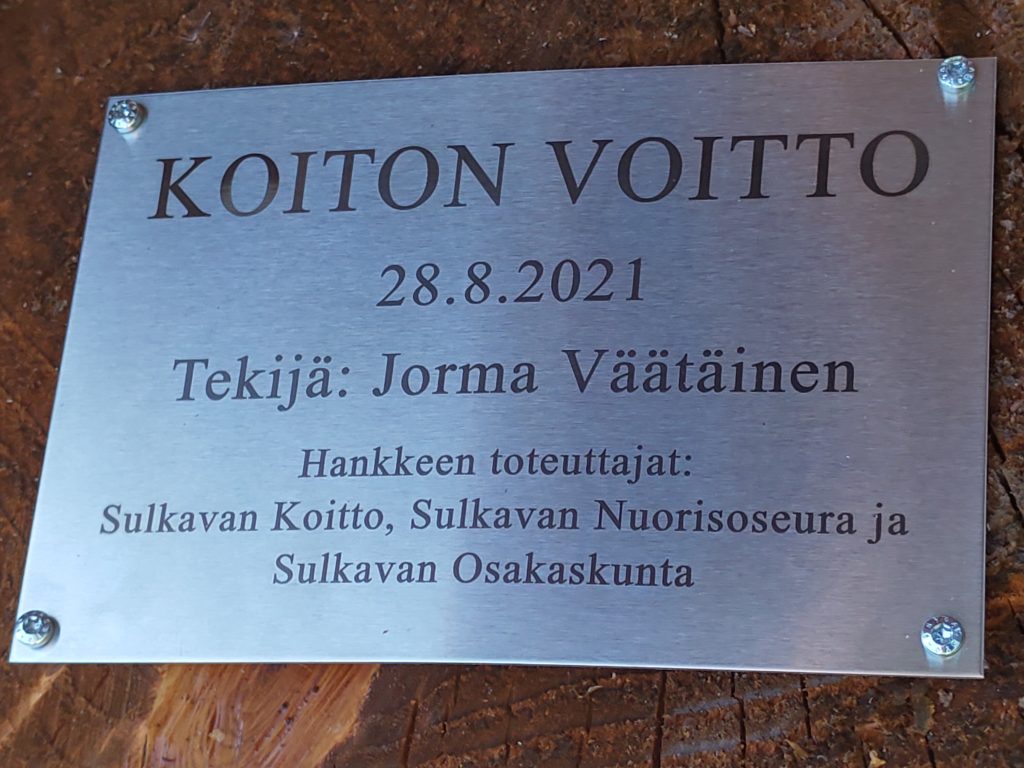 KOITON VOITTO
28.8.2021
Tekijä: Jorma Väätäinen
Hankkeen toteuttajat:
Sulkavan Koitto, Sulkavan Nuorisoseura ja
Sulkavan Osakaskunta